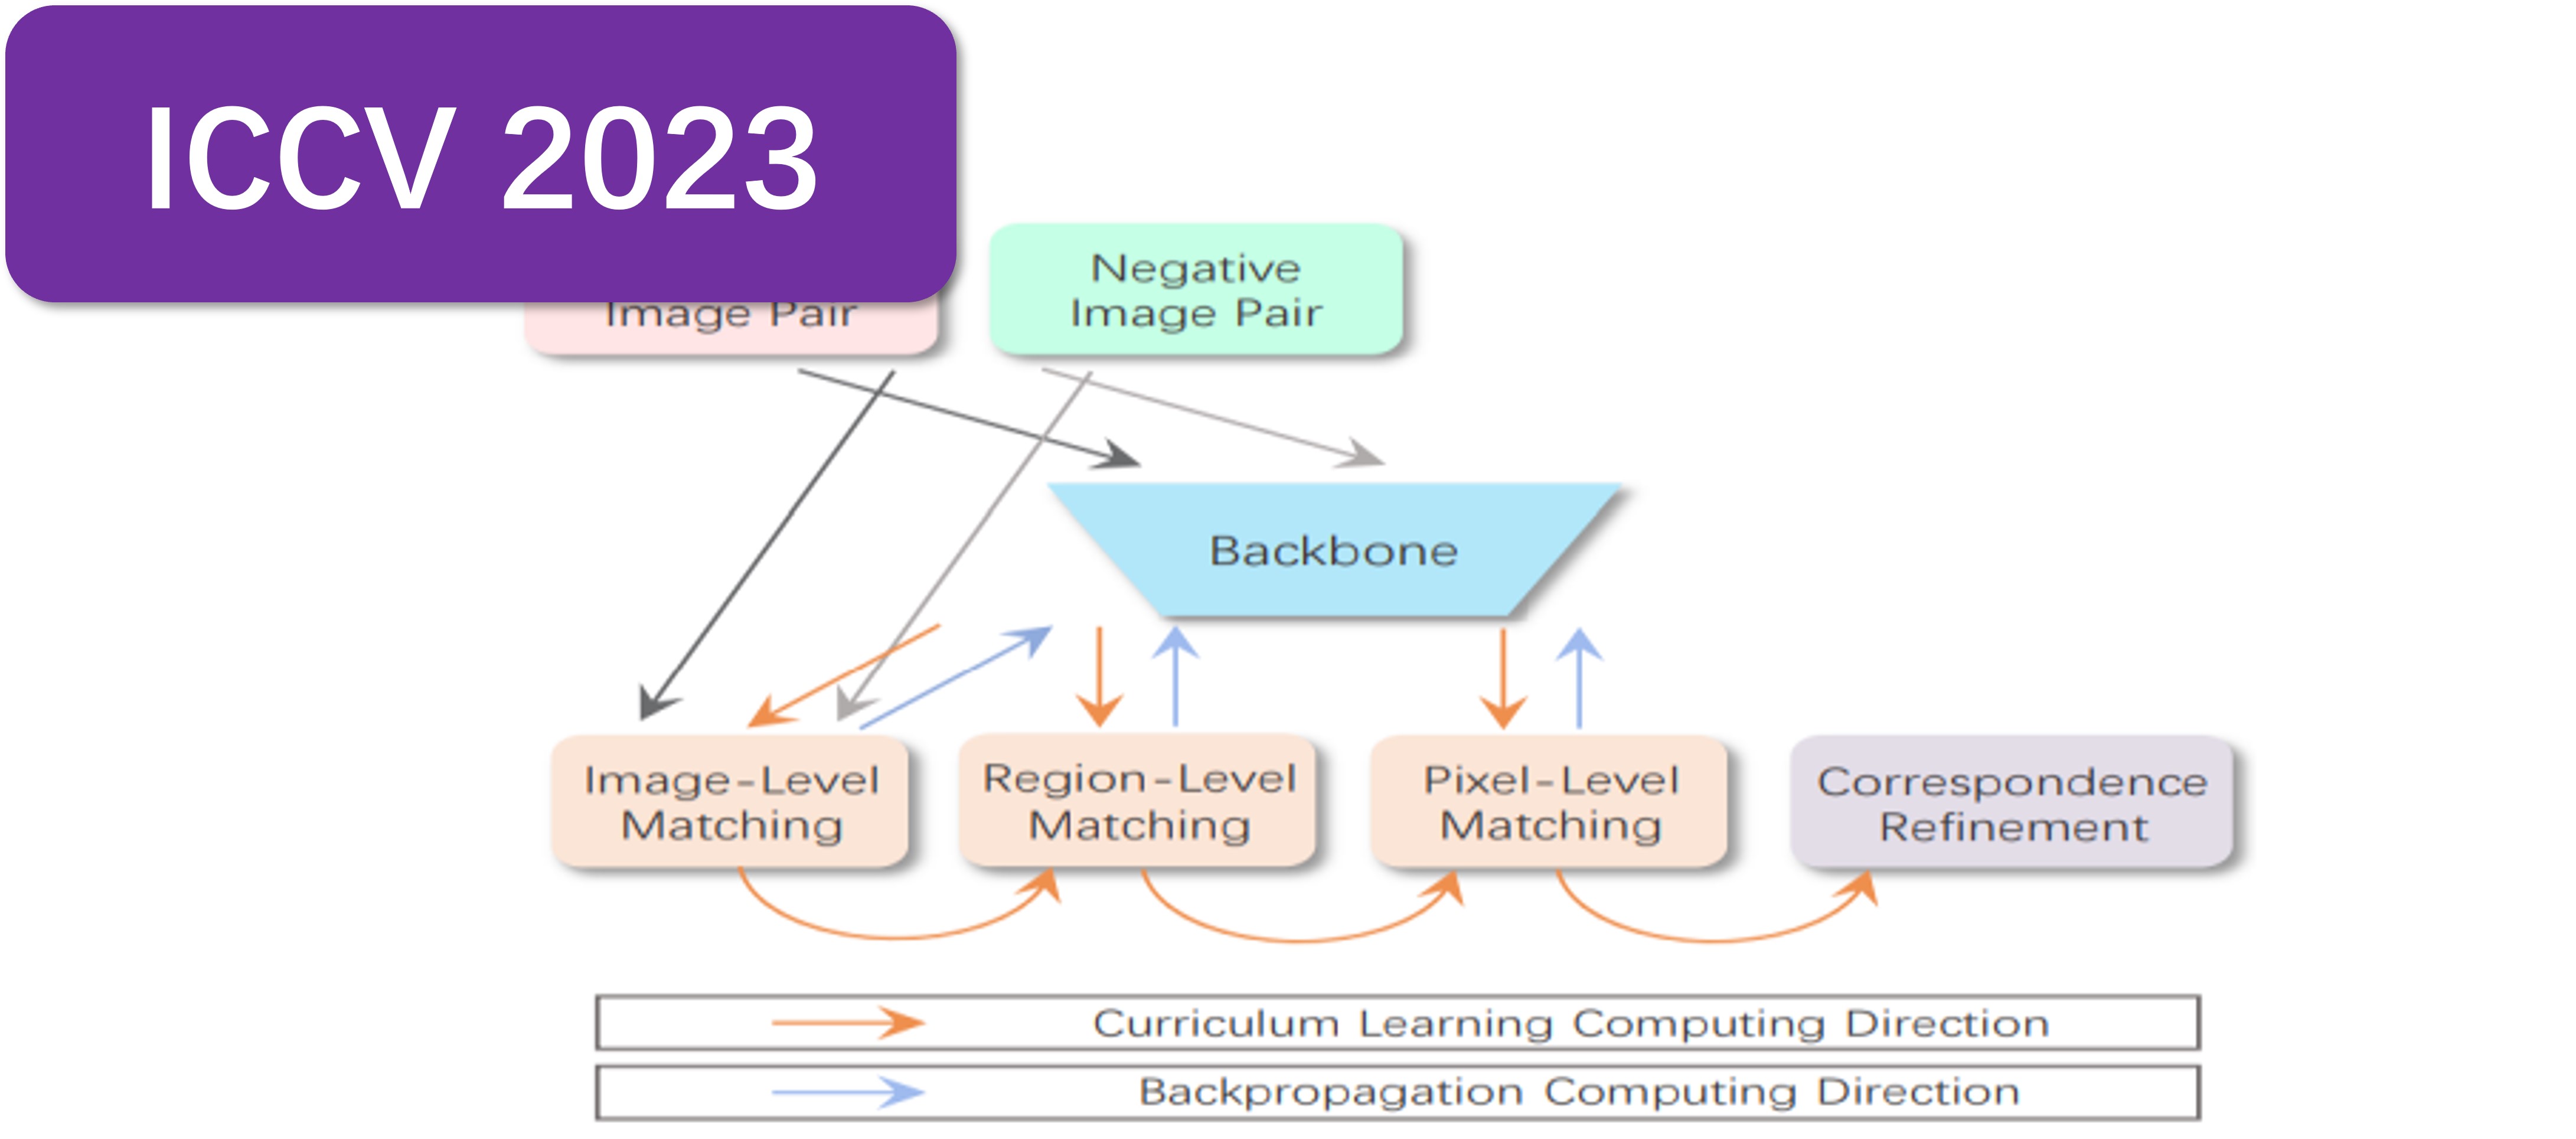 ICCV 2023
Image Pair
Negative
Image Pair
Backbone
Image-Level
Matching
Region-Level
Matching
Pixel-Level
Matching
Correspondence
Refinement
Curriculum Learning Computing Direction
Backpropagation Computing Direction